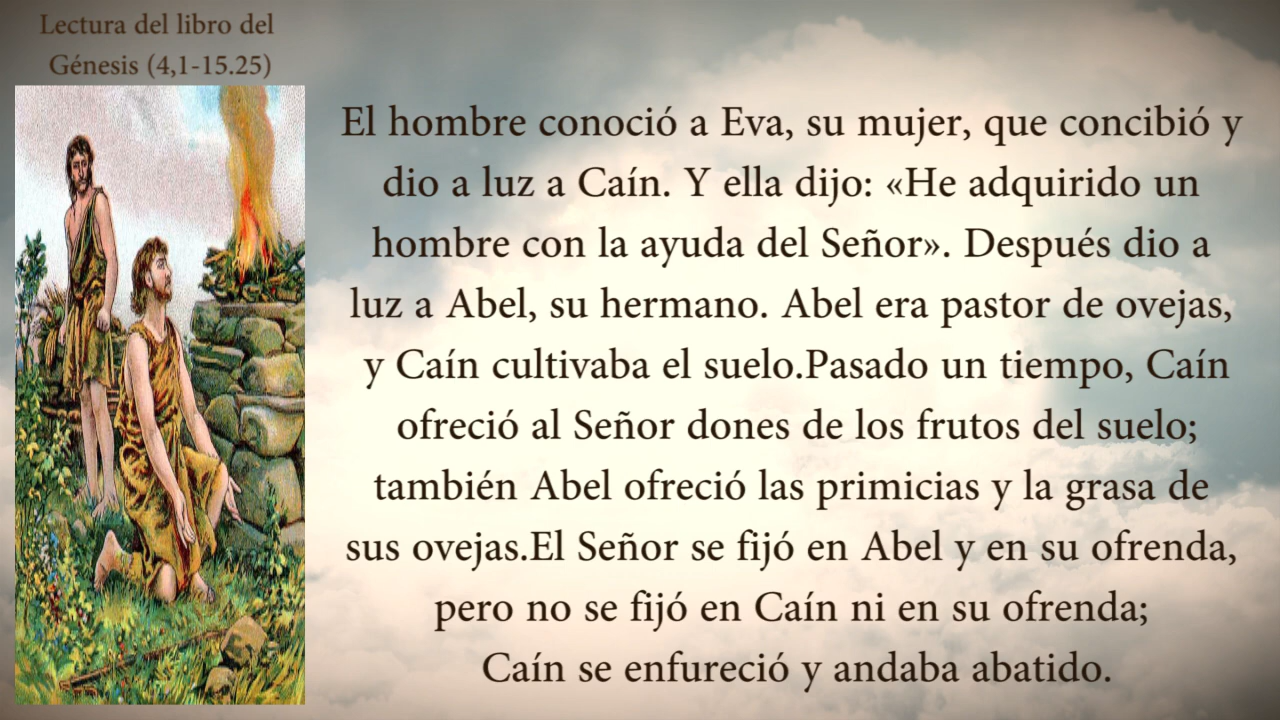 Lectura del libro del
Génesis (4,1-15.25)
El hombre conoció a Eva, su mujer, que concibió y
dio a luz a Caín. Y ella dijo: «He adquirido un
hombre con la ayuda del Señor». Después dio a
luz a Abel, su hermano. Abel era pastor de ovejas,
y Caín cultivaba el suelo.Pasado un tiempo, Caín
ofreció al Señor dones de los frutos del suelo;
también Abel ofreció las primicias y la grasa de
sus ovejas.El Señor se fijó en Abel y en su ofrenda,
pero no se fijó en Caín ni en su ofrenda;
Caín se enfureció y andaba abatido.